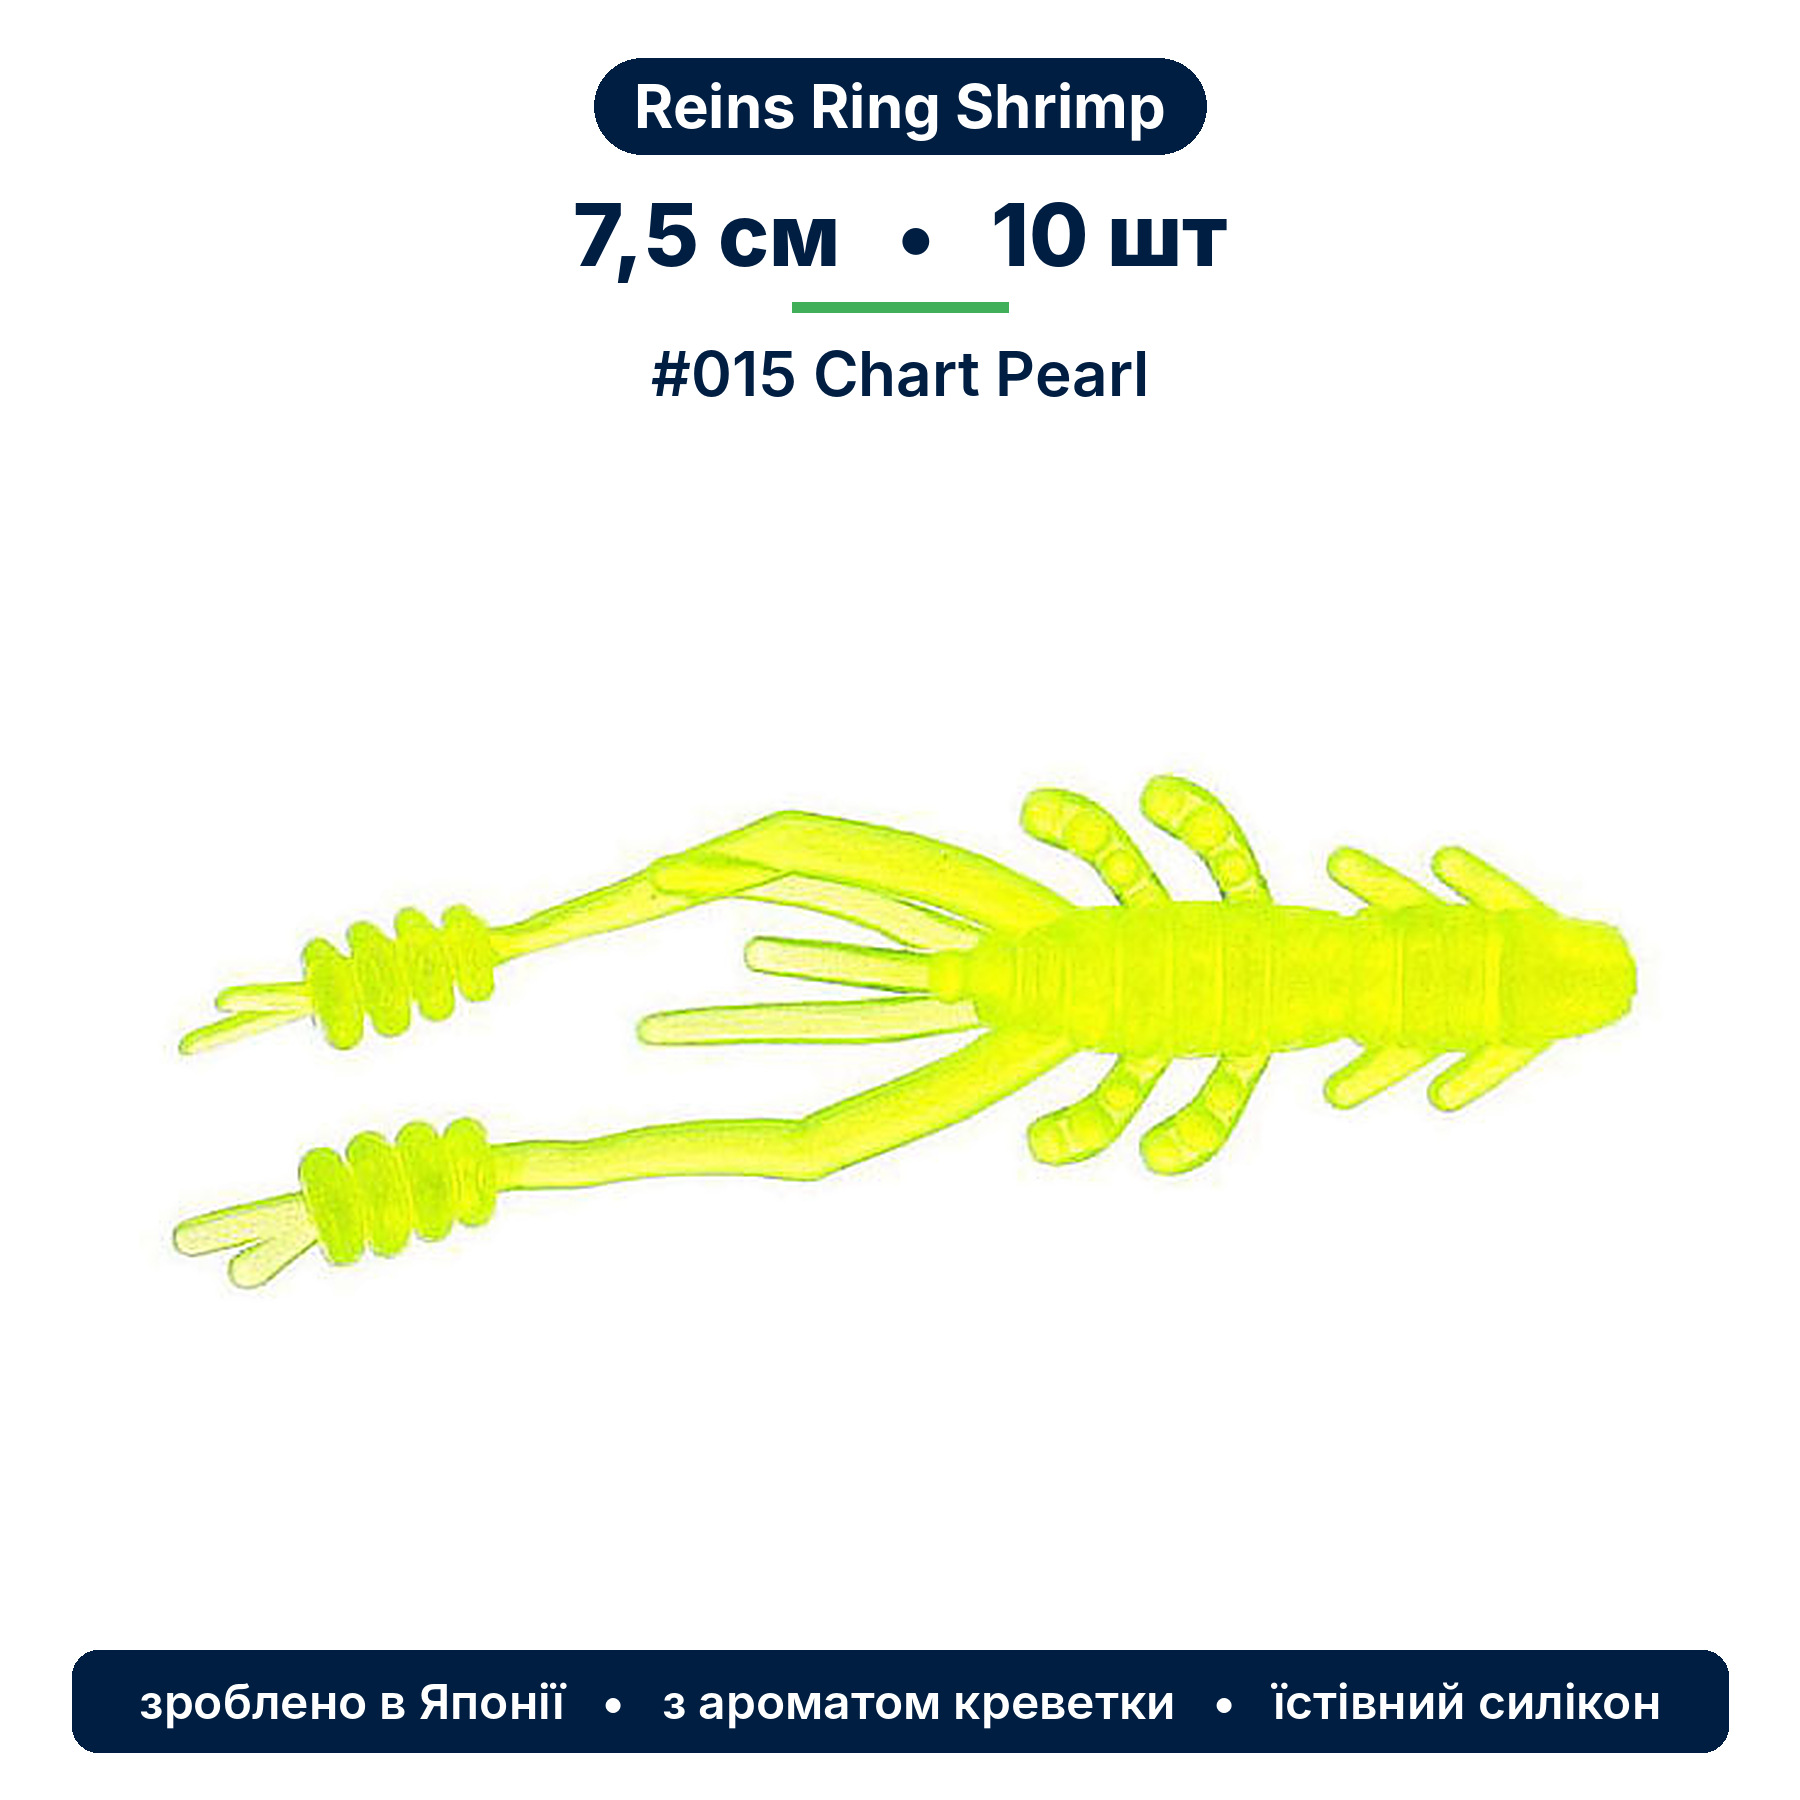 Reins Ring Shrimp
7,5 см • 10 шт
#015 Chart Pearl
зроблено в Японії • з ароматом креветки • їстівний силікон